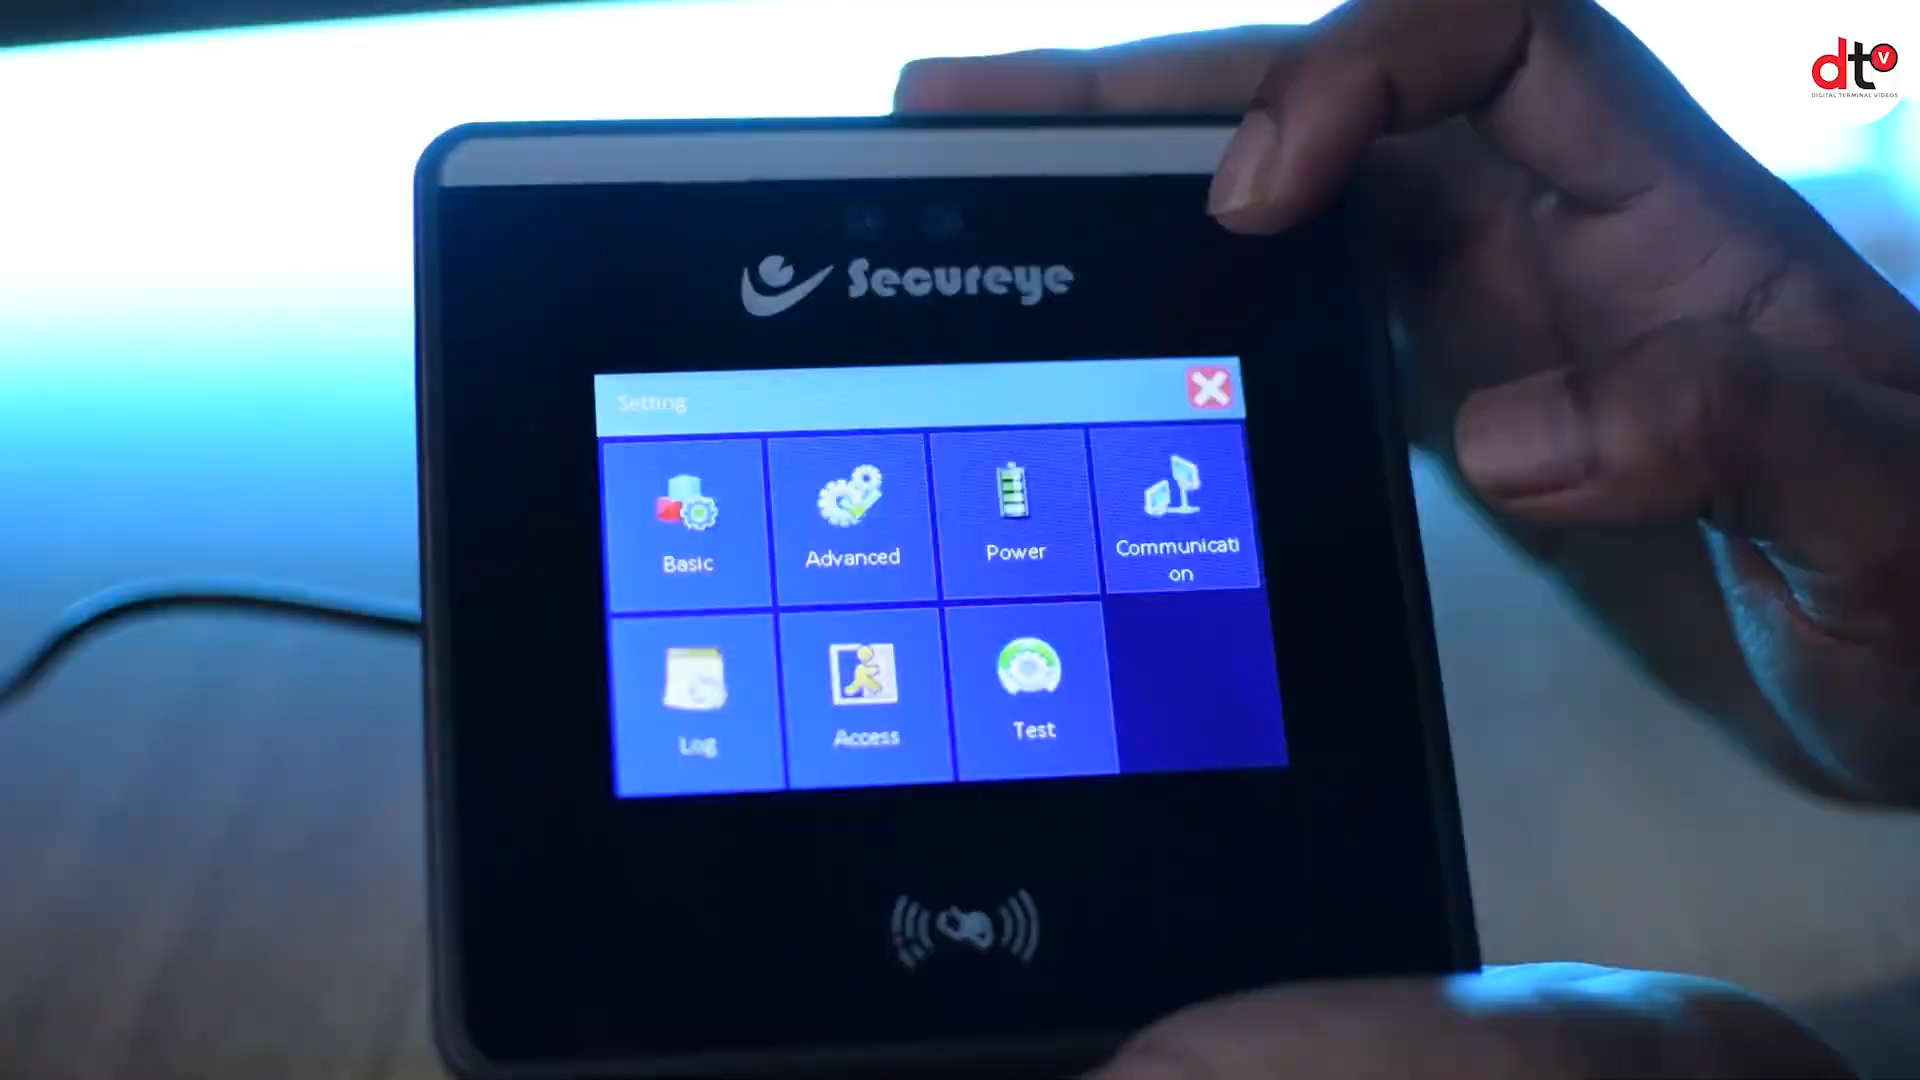 dt v
DIGITAL TERMINAL VIDEOS
Secureye
Setting
Basic
Advanced
Power
Communicati
on
Log
Access
Test